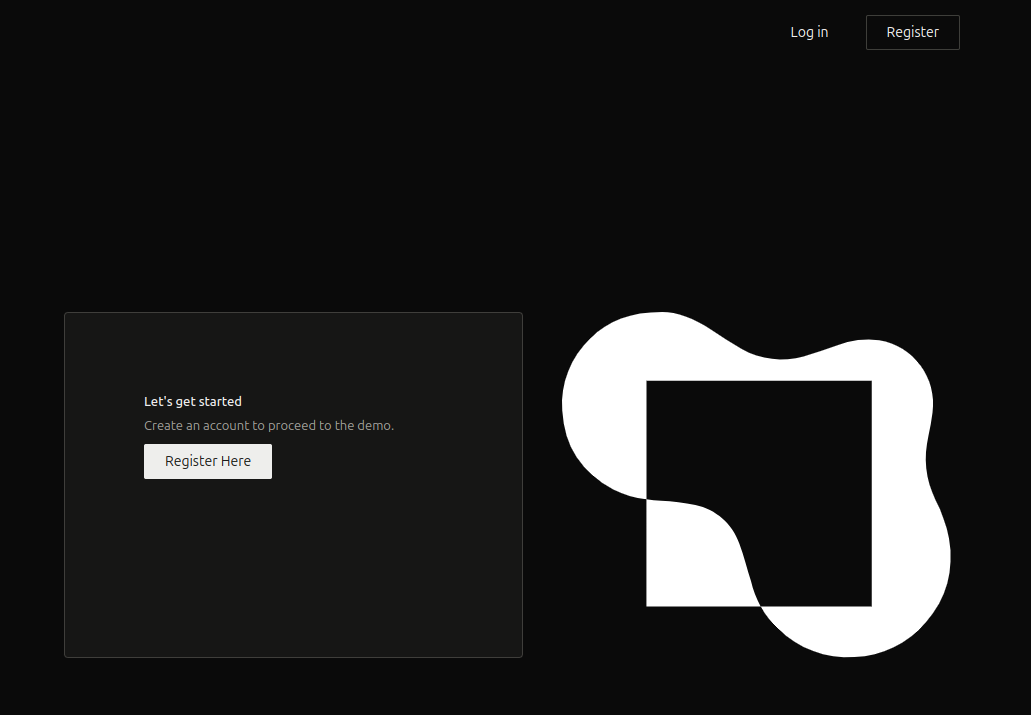 Log in
Register
Let's get started
Create an account to proceed to the demo.
Register Here